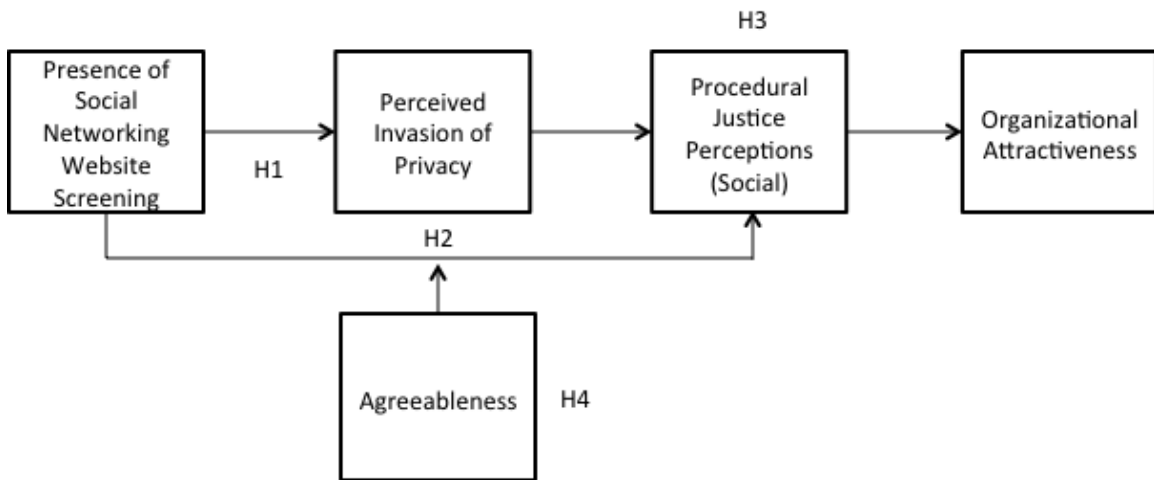 H3
Presence of
Social
Networking
Website
Screening
H1
Perceived
Invasion of
Privacy
Procedural
Justice
Perceptions
(Social)
Organizational
Attractiveness
H2
Agreeableness
H4